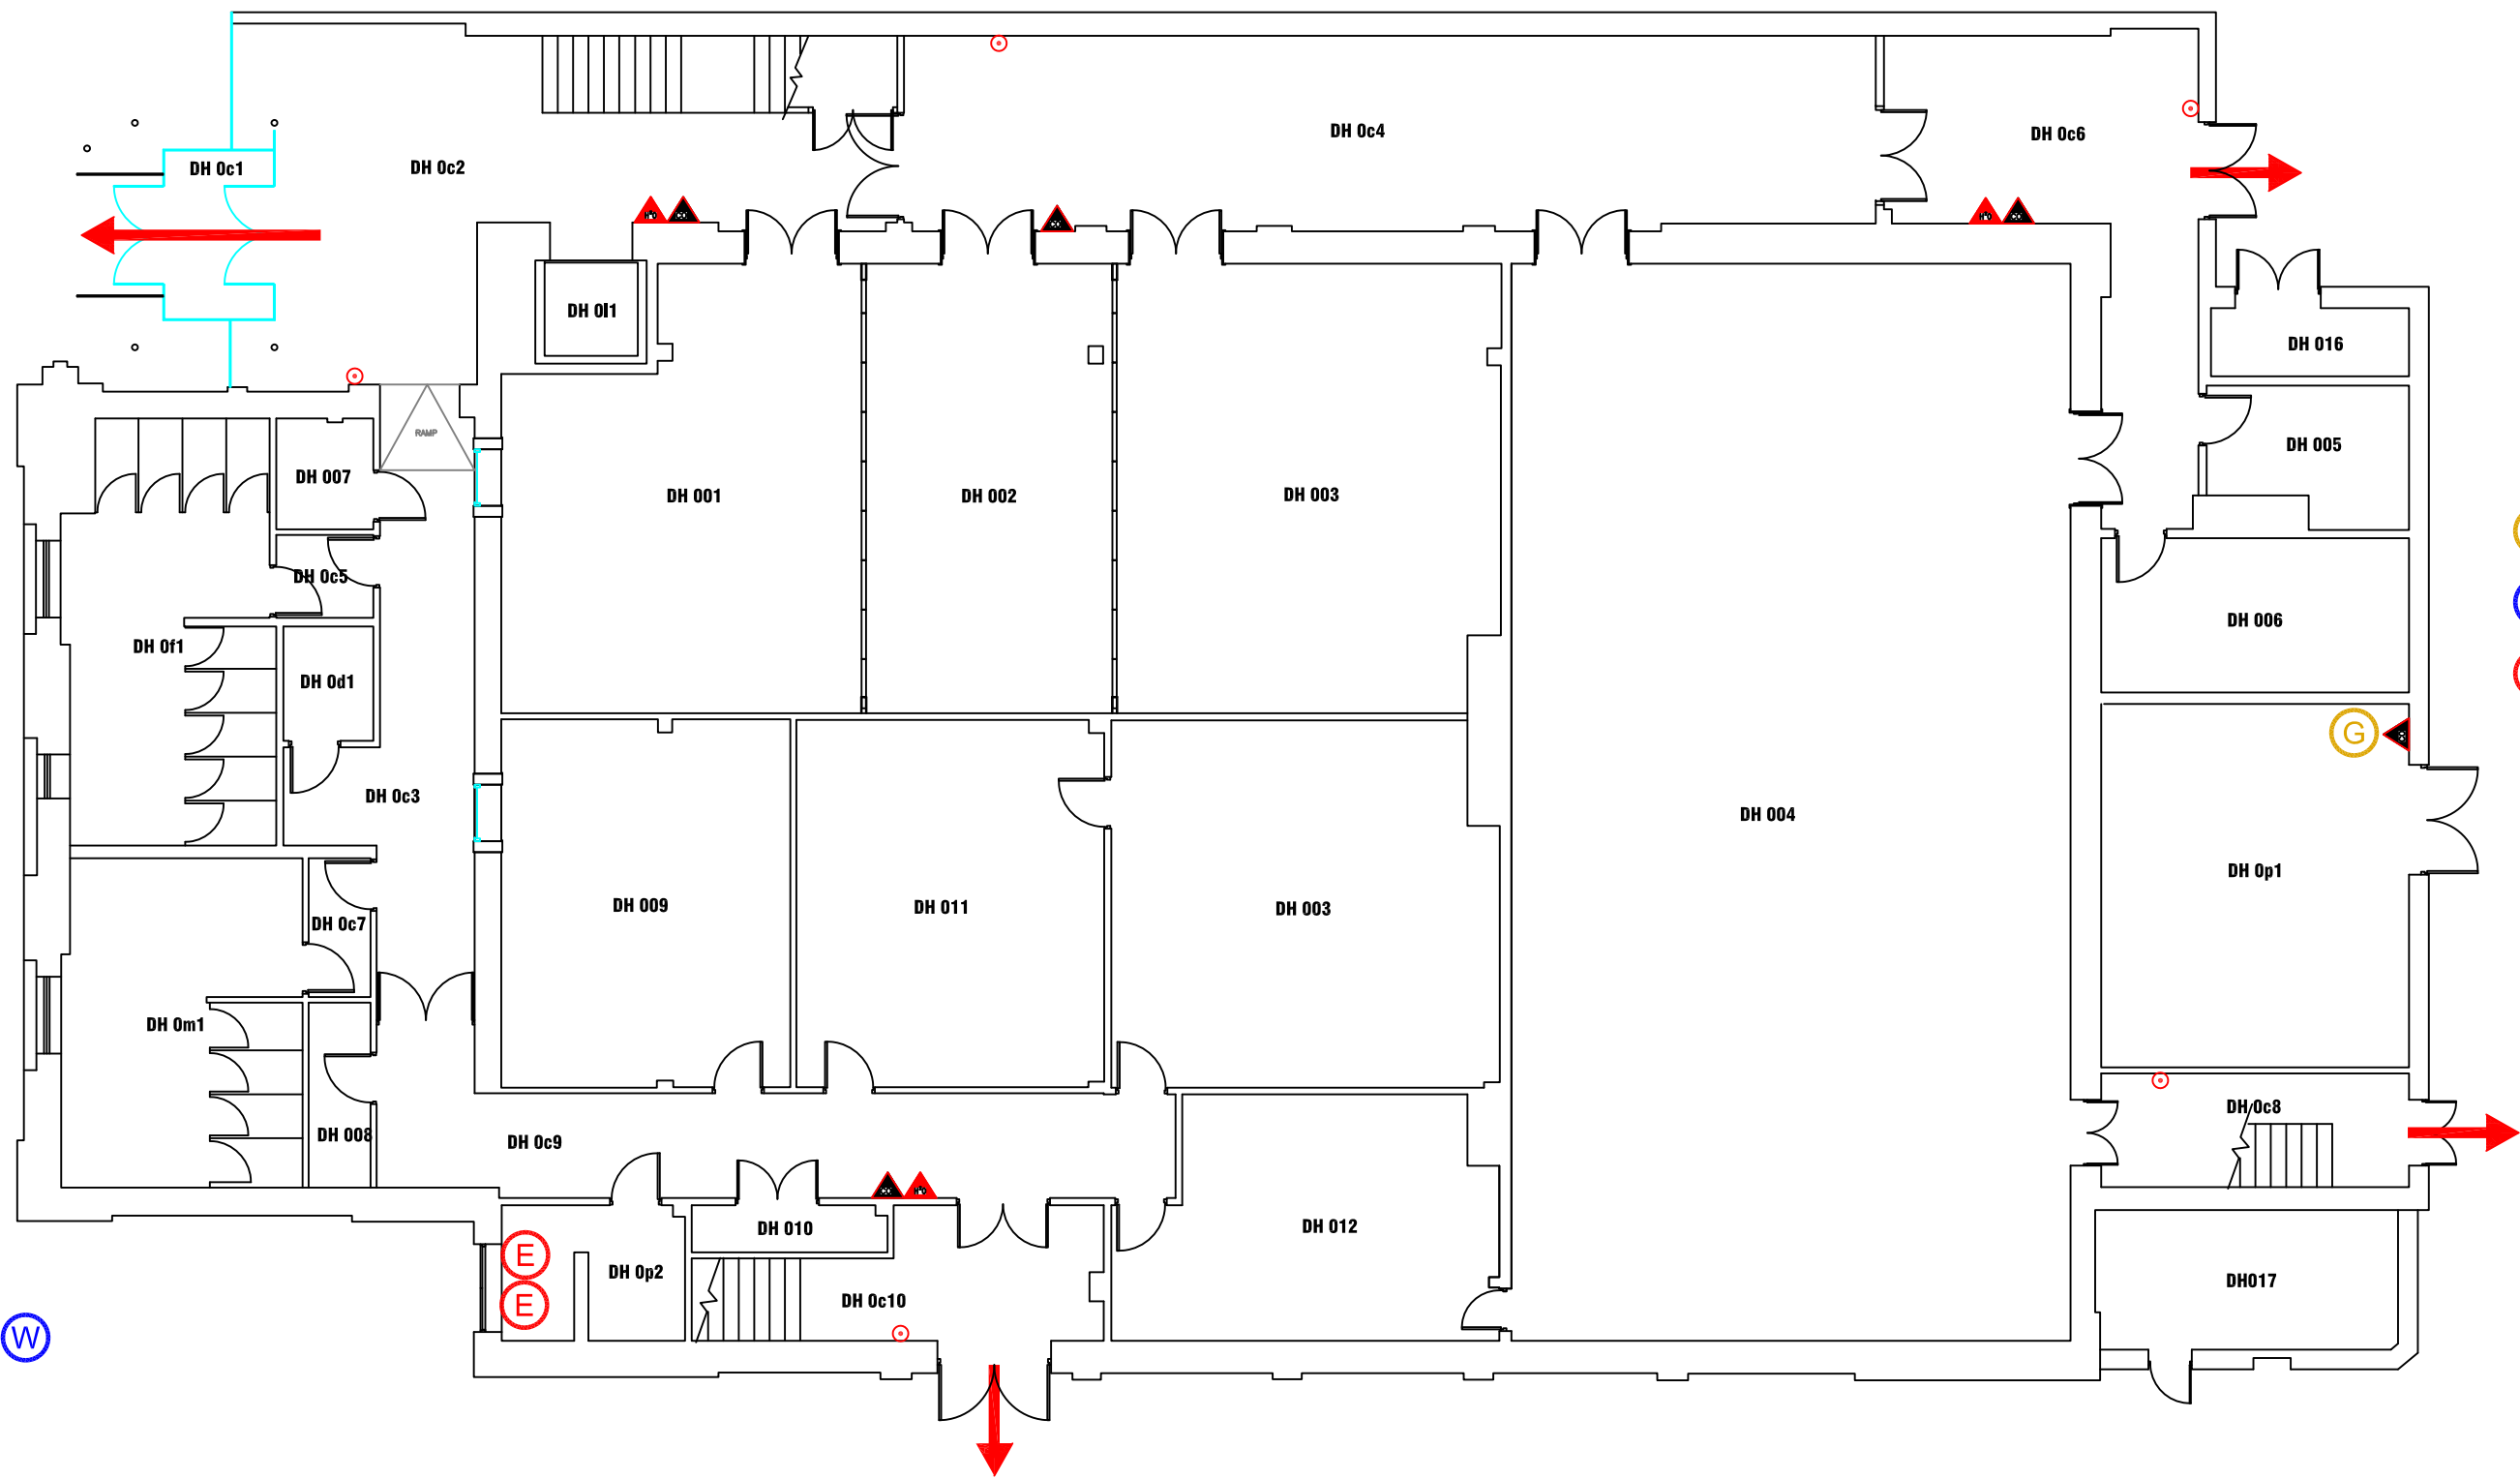 DH 0c4
DH 0c6
DH 0c1
DH 0c2
DH 0l1
DH 016
RAMP
DH 005
DH 007
DH 001
DH 002
DH 003
DH 0c5
DH 006
DH 0f1
DH 0d1
G
DH 0c3
DH 004
DH 0p1
DH 009
DH 011
DH 003
DH 0c7
DH 0m1
DH 0c8
DH 008
DH 0c9
DH 010
DH 012
E
DH 0p2
DH017
E
DH 0c10
W